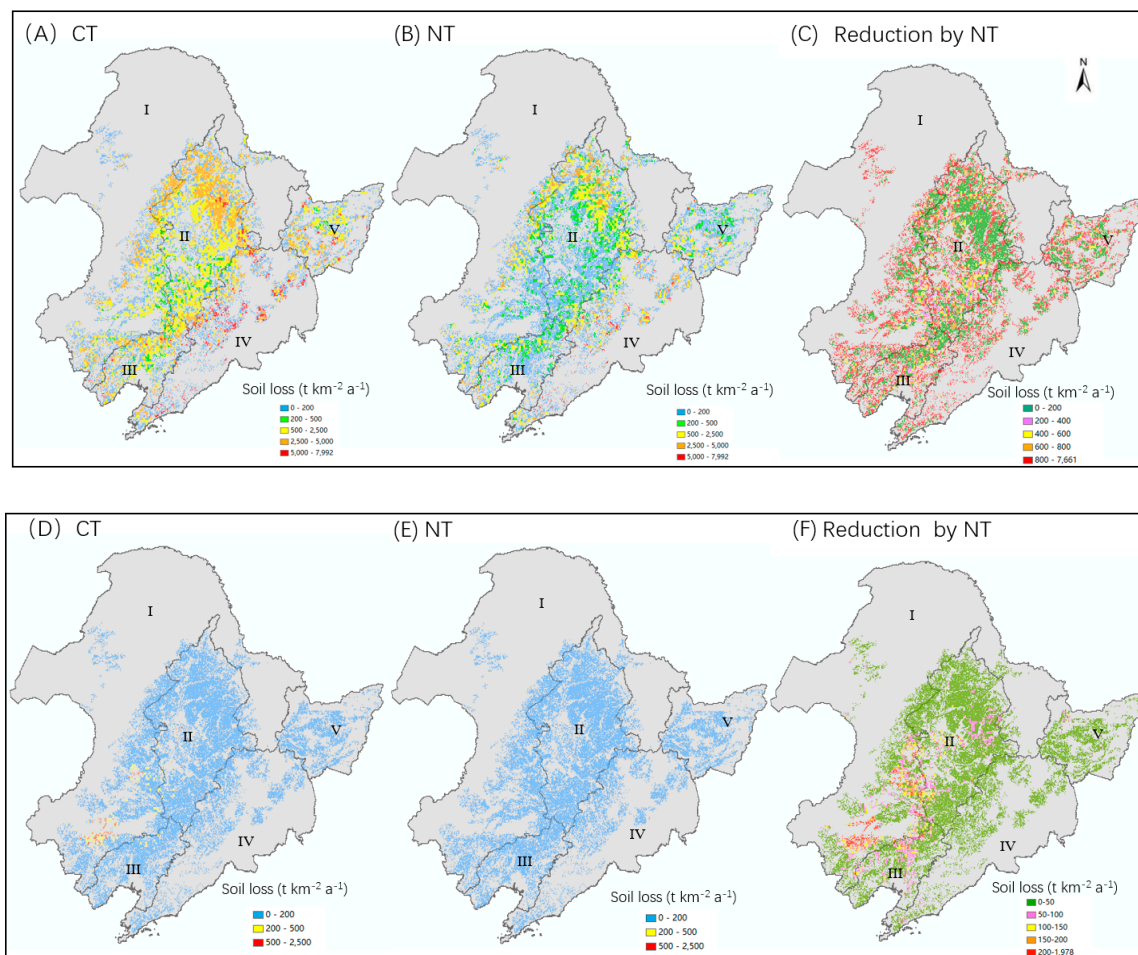 (A) CT
(B) NT
(C) Reduction by NT
N
I
I
I
II
II
II
V
V
V
IV
IV
IV
III
III
III
Soil loss (t km⁻² a⁻¹)
0 - 200
200 - 500
500 - 2,500
2,500 - 5,000
5,000 - 7,992
Soil loss (t km⁻² a⁻¹)
0 - 200
200 - 500
500 - 2,500
2,500 - 5,000
5,000 - 7,992
Soil loss (t km⁻² a⁻¹)
0 - 200
200 - 400
400 - 600
600 - 800
800 - 7,661
(D) CT
(E) NT
(F) Reduction by NT
I
I
I
II
II
II
V
V
V
IV
IV
IV
III
III
III
Soil loss (t km⁻² a⁻¹)
0 - 200
200 - 500
500 - 2,500
Soil loss (t km⁻² a⁻¹)
0 - 200
200 - 500
500 - 2,500
Soil loss (t km⁻² a⁻¹)
0-50
50-100
100-150
150-200
200-1,978